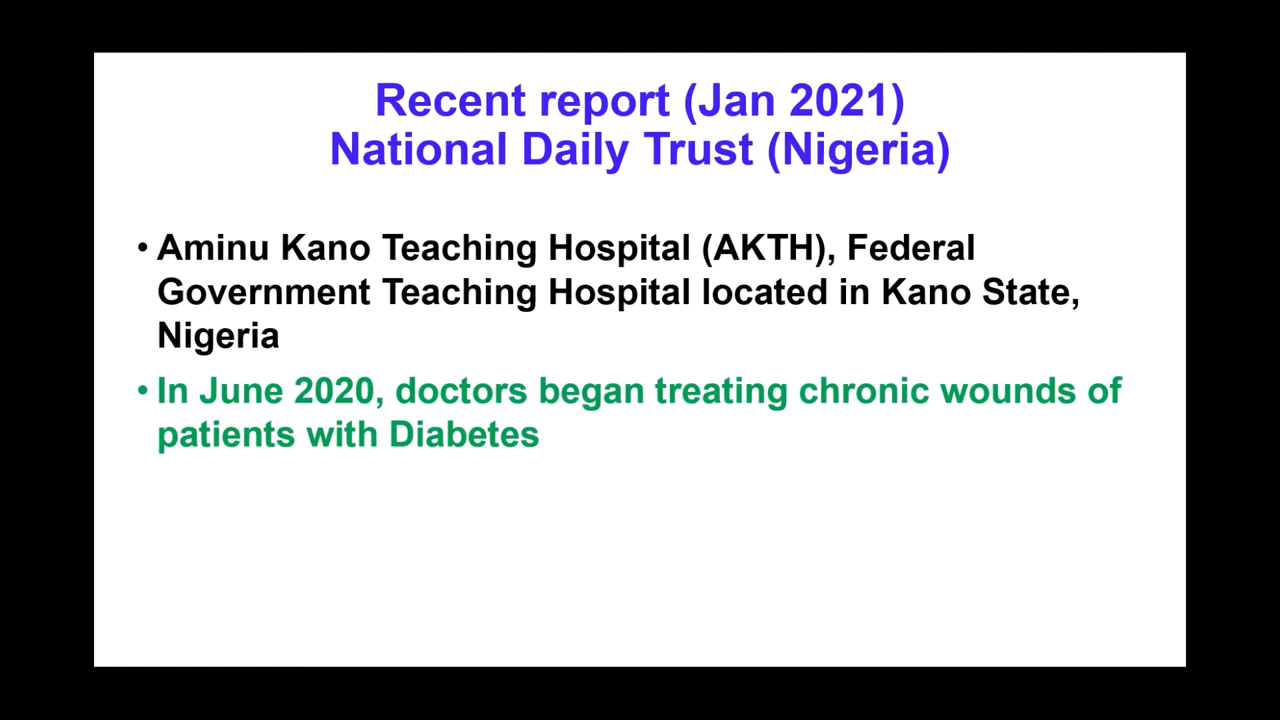 Recent report (Jan 2021)
National Daily Trust (Nigeria)
• Aminu Kano Teaching Hospital (AKTH), Federal
Government Teaching Hospital located in Kano State,
Nigeria
• In June 2020, doctors began treating chronic wounds of
patients with Diabetes